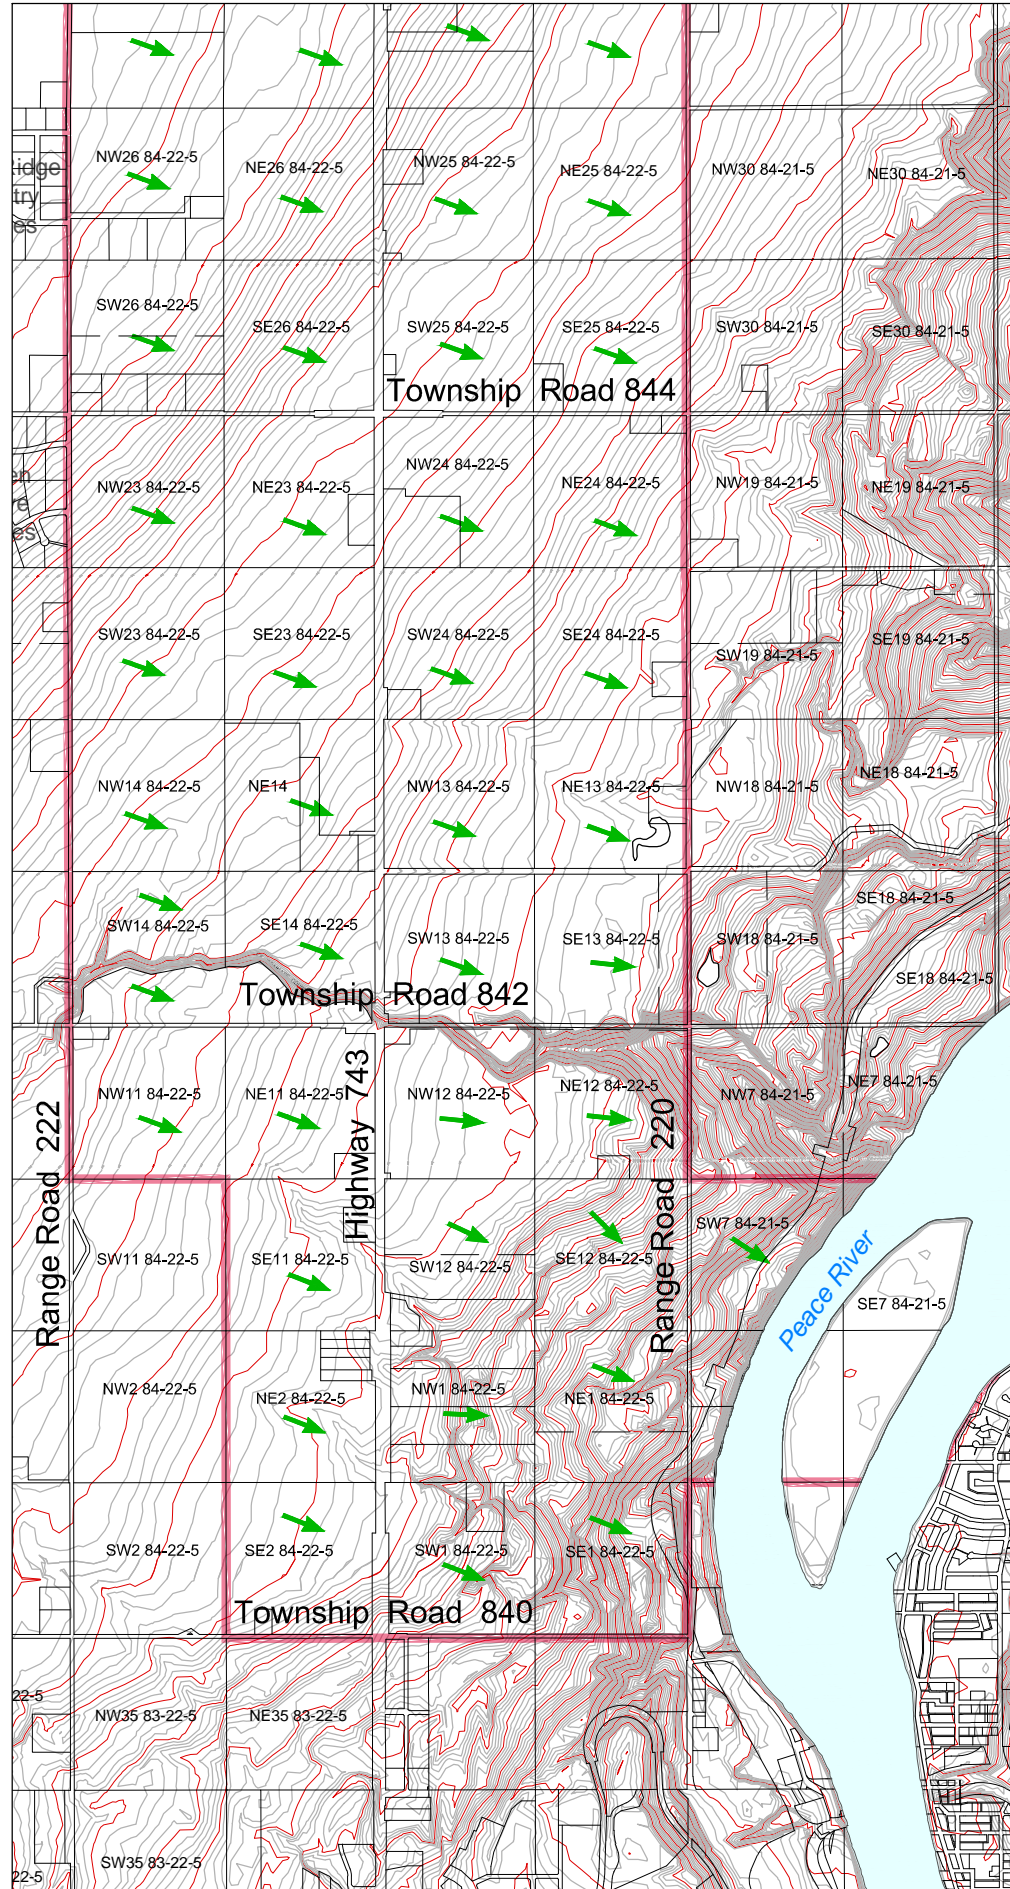 NW26 84-22-5
NE26 84-22-5
NW25 84-22-5
NE25 84-22-5
NW30 84-21-5
NE30 84-21-5
idge
try
es
SW26 84-22-5
SE26 84-22-5
SW25 84-22-5
SE25 84-22-5
SW30 84-21-5
SE30 84-21-5
Township Road 844
NW23 84-22-5
NE23 84-22-5
NW24 84-22-5
NE24 84-22-5
NW19 84-21-5
NE19 84-21-5
en
re
es
SW23 84-22-5
SE23 84-22-5
SW24 84-22-5
SE24 84-22-5
SW19 84-21-5
SE19 84-21-5
NW14 84-22-5
NE14
NW13 84-22-5
NE13 84-22-5
NW18 84-21-5
NE18 84-21-5
SW14 84-22-5
SE14 84-22-5
SW13 84-22-5
SE13 84-22-5
SW18 84-21-5
SE18 84-21-5
SE18 84-21-5
Township Road 842
NW11 84-22-5
NE11 84-22-5
NW12 84-22-5
NE12 84-22-5
NW7 84-21-5
NE7 84-21-5
Range Road 222
Highway 743
Range Road 220
SW11 84-22-5
SE11 84-22-5
SW12 84-22-5
SE12 84-22-5
SW7 84-21-5
SE7 84-21-5
Peace River
NW2 84-22-5
NE2 84-22-5
NW1 84-22-5
NE1 84-22-5
SW2 84-22-5
SE2 84-22-5
SW1 84-22-5
SE1 84-22-5
Township Road 840
22-5
NW35 83-22-5
NE35 83-22-5
SW35 83-22-5
22-5